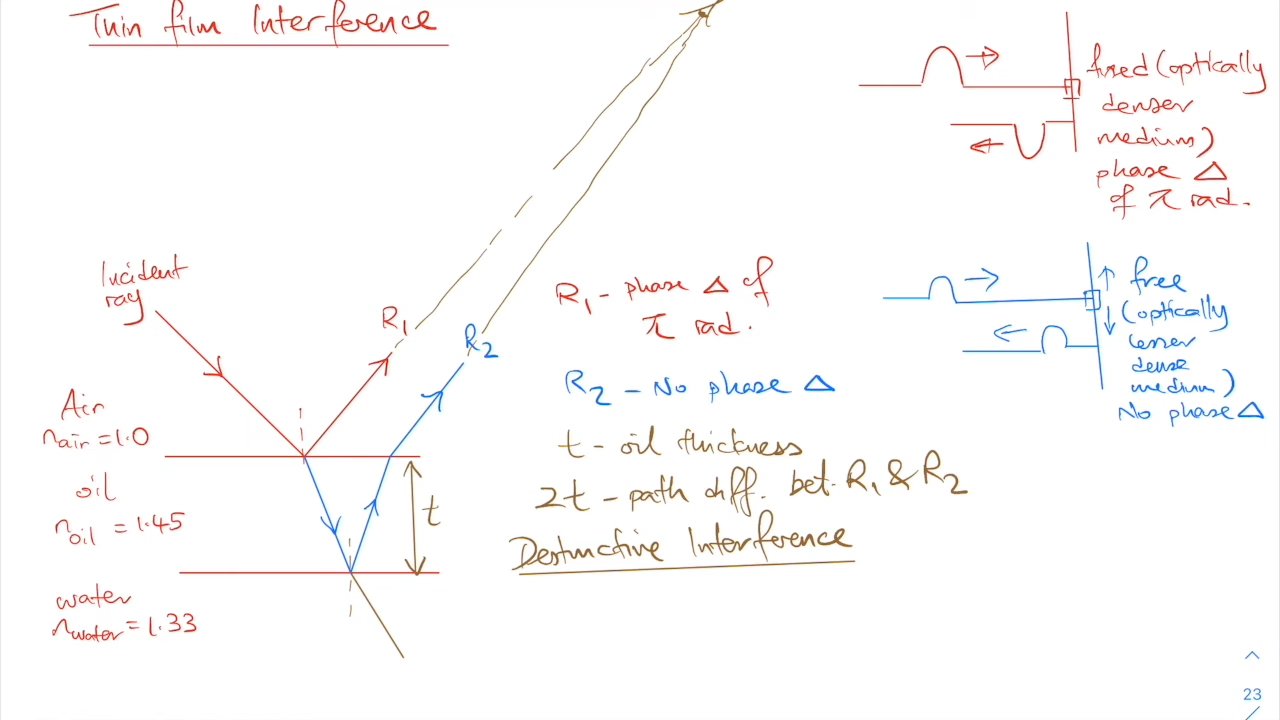 Thin film Interference
fixed (optically
denser
medium)
phase Δ
of π rad.
free
(optically
lesser
dense
medium)
No phase Δ
Incident
ray
R₁
R₂
R₁ - phase Δ of
π rad.
R₂ - No phase Δ
t - oil thickness
2t - path diff. bet. R₁ & R₂
Destructive Interference
Air
nair = 1.0
oil
noil = 1.45
t
water
nwater = 1.33
23